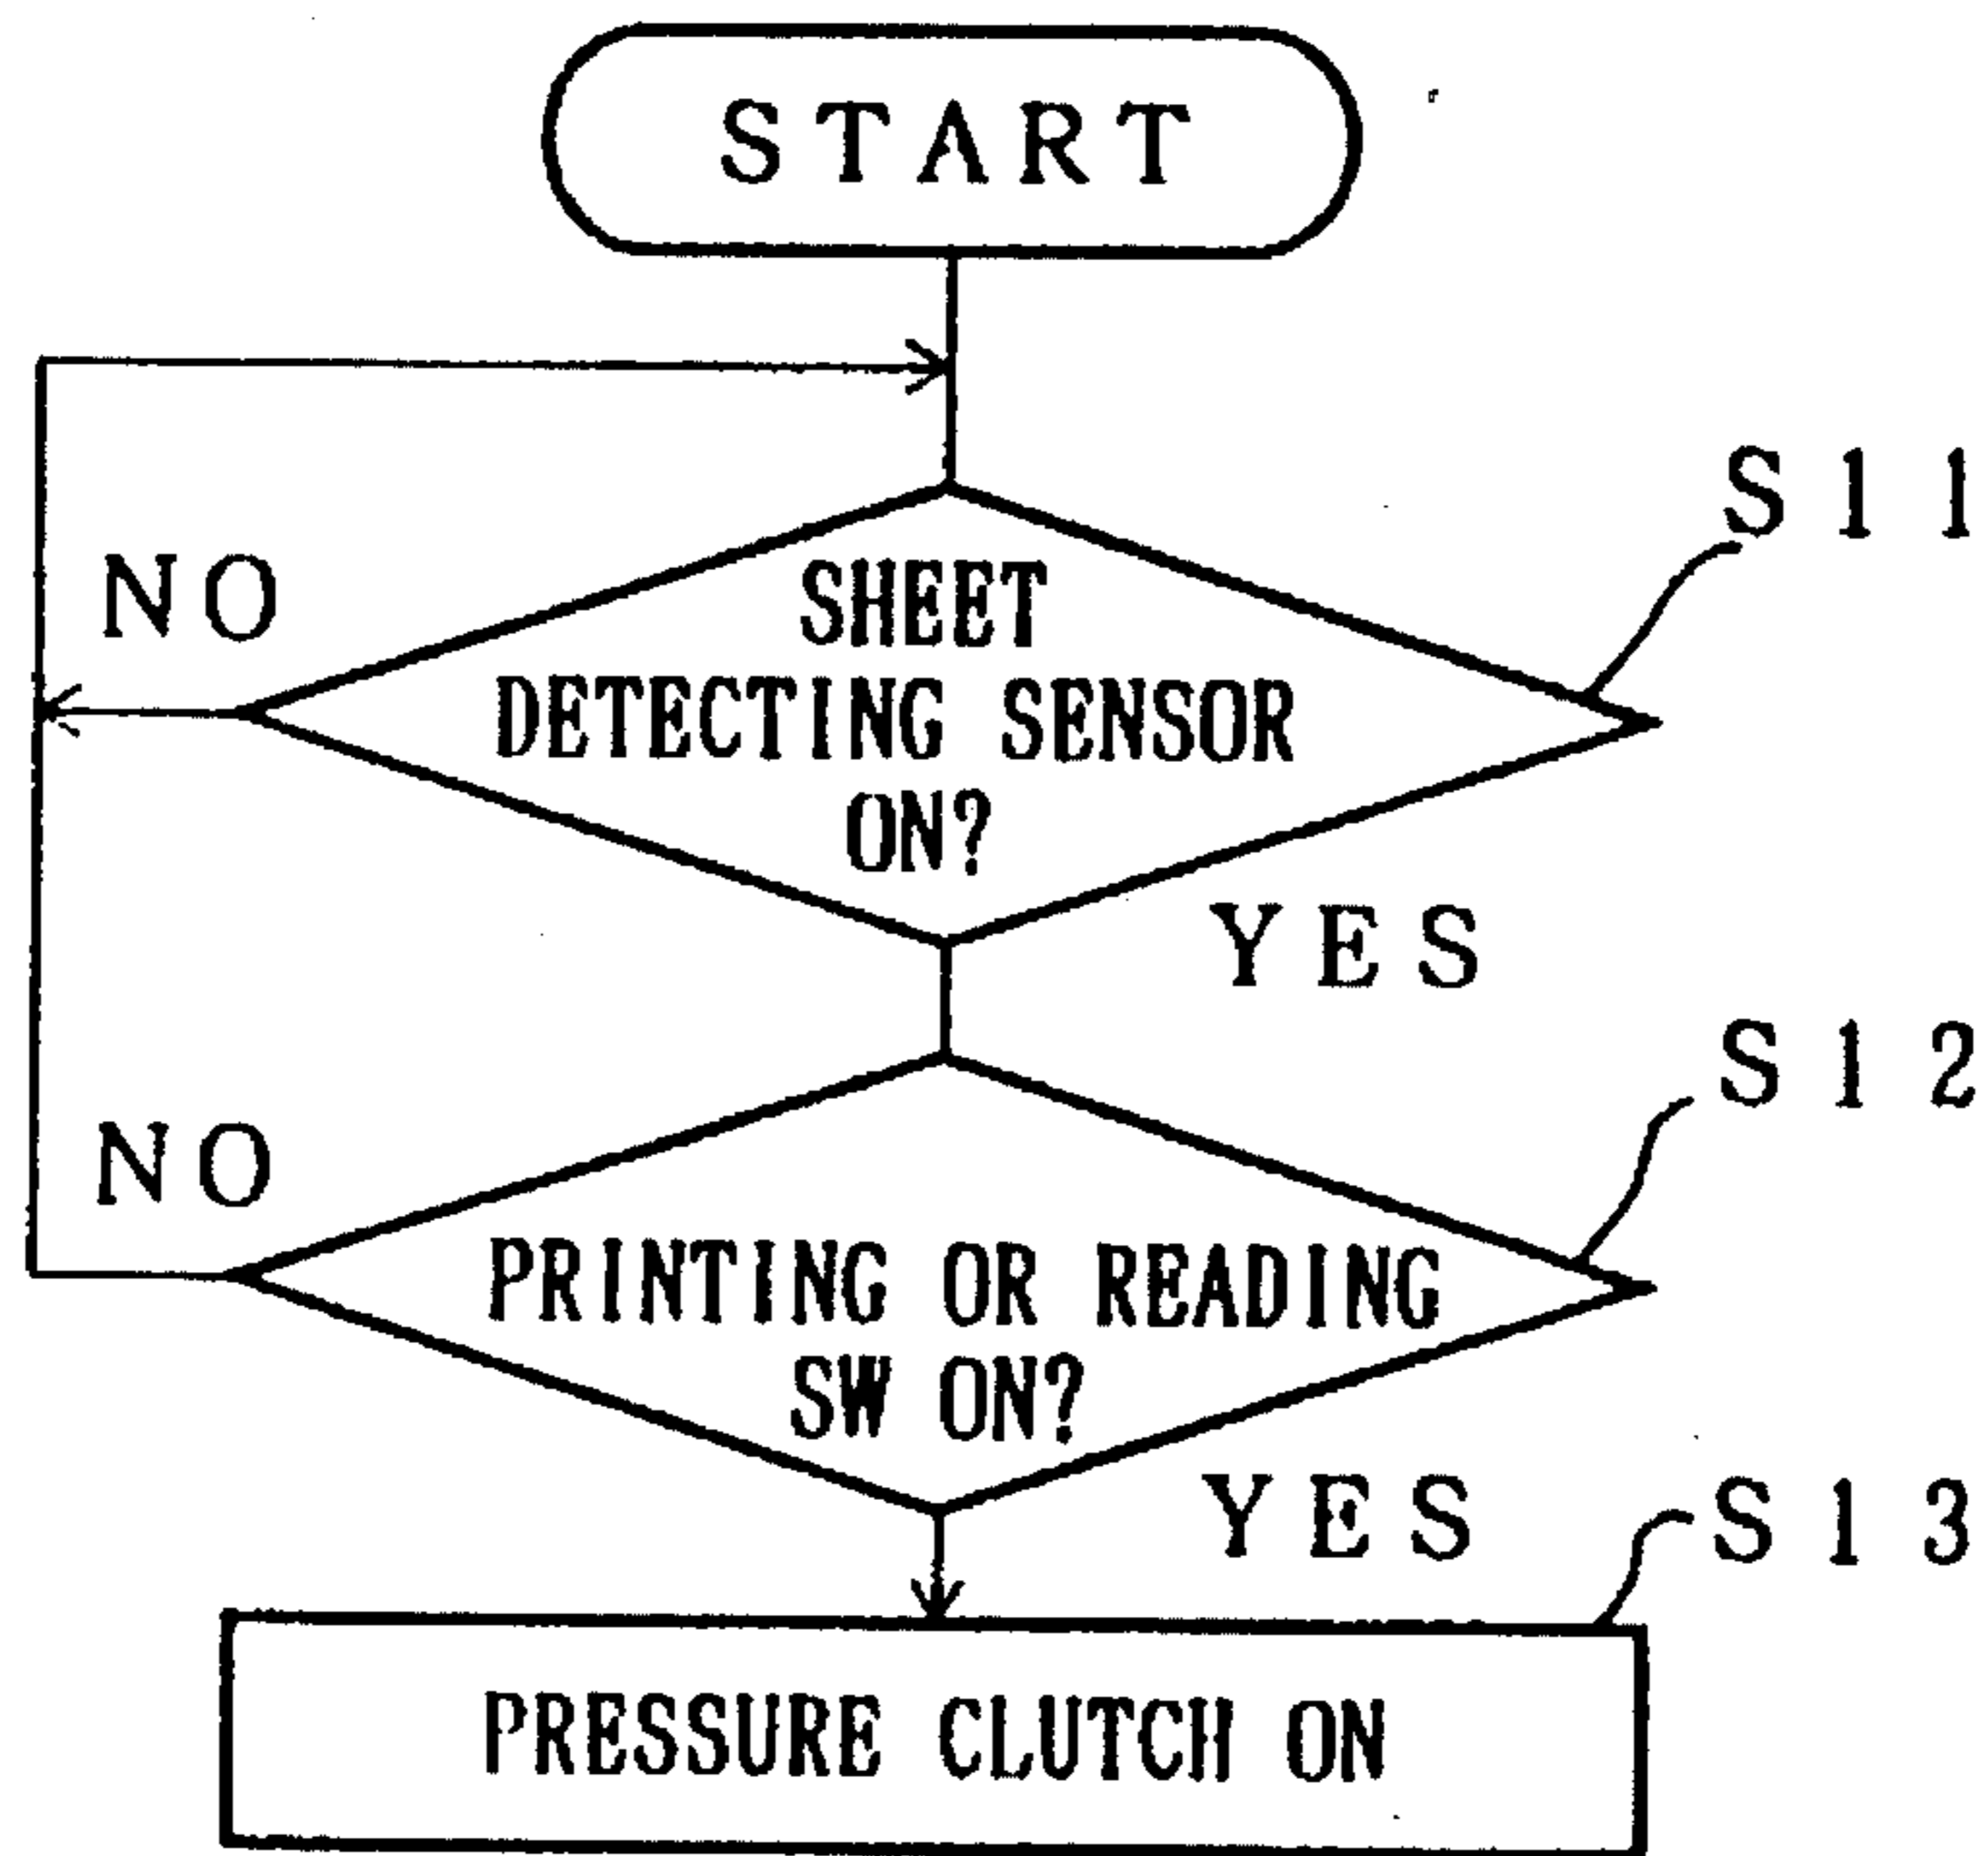 START
S11
NO
SHEET
DETECTING SENSOR
ON?
YES
S12
NO
PRINTING OR READING
SW ON?
YES
S13
PRESSURE CLUTCH ON